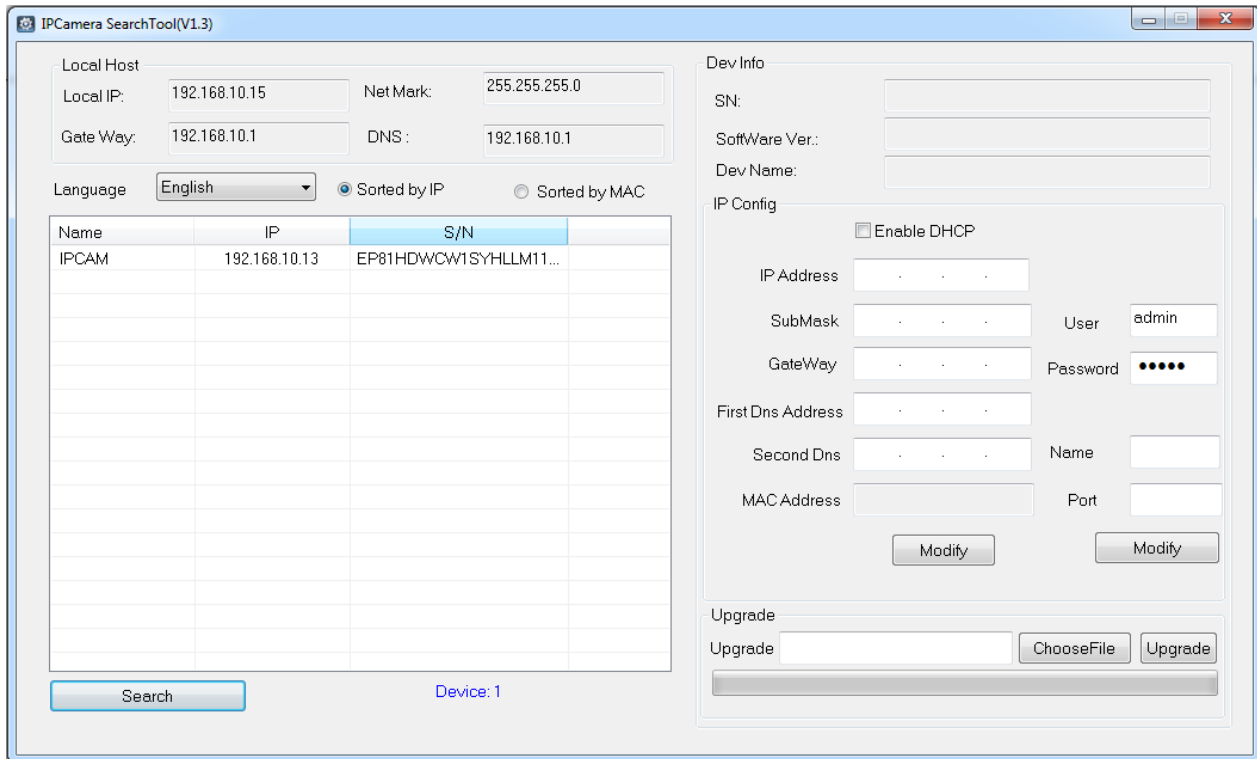 IPCamera SearchTool(V1.3)
Local Host
Local IP: 192.168.10.15 Net Mark: 255.255.255.0
Gate Way: 192.168.10.1 DNS : 192.168.10.1
Language English Sorted by IP Sorted by MAC
Name IP S/N
IPCAM 192.168.10.13 EP81HDWCW1SYHLLM11...
Search Device: 1
Dev Info
SN:
SoftWare Ver.:
Dev Name:
IP Config
Enable DHCP
IP Address . . .
SubMask . . . User admin
GateWay . . . Password •••••
First Dns Address . . .
Second Dns . . . Name
MAC Address Port
Modify Modify
Upgrade
Upgrade ChooseFile Upgrade